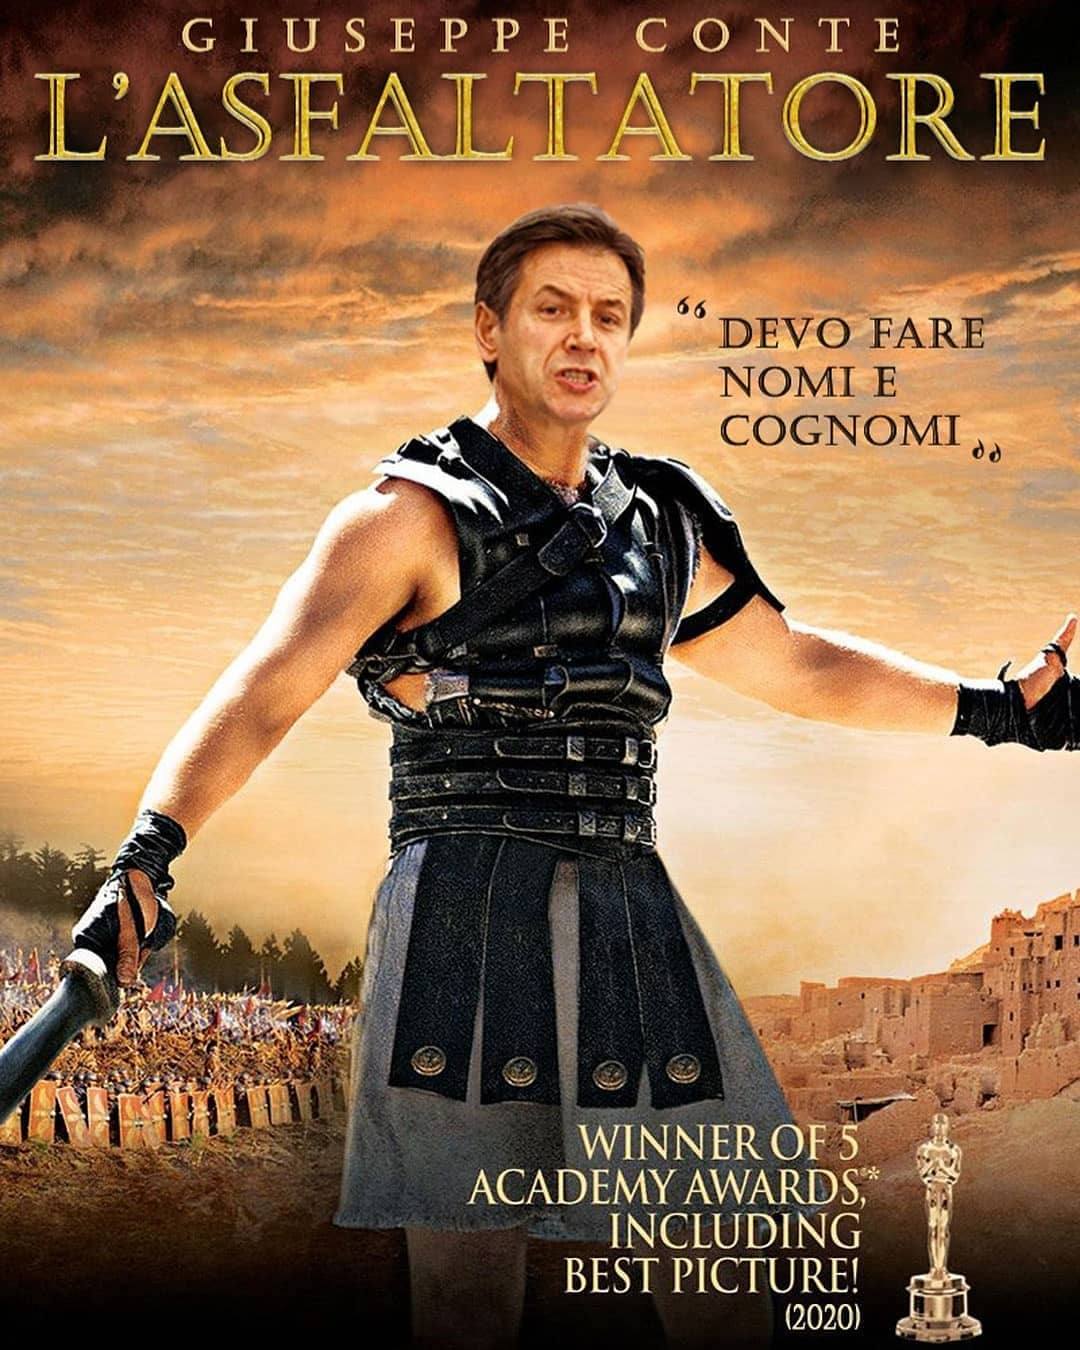 GIUSEPPE CONTE
L'ASFALTATORE
“DEVO FARE
NOMI E
COGNOMI”
WINNER OF 5
ACADEMY AWARDS,®*
INCLUDING
BEST PICTURE!
(2020)